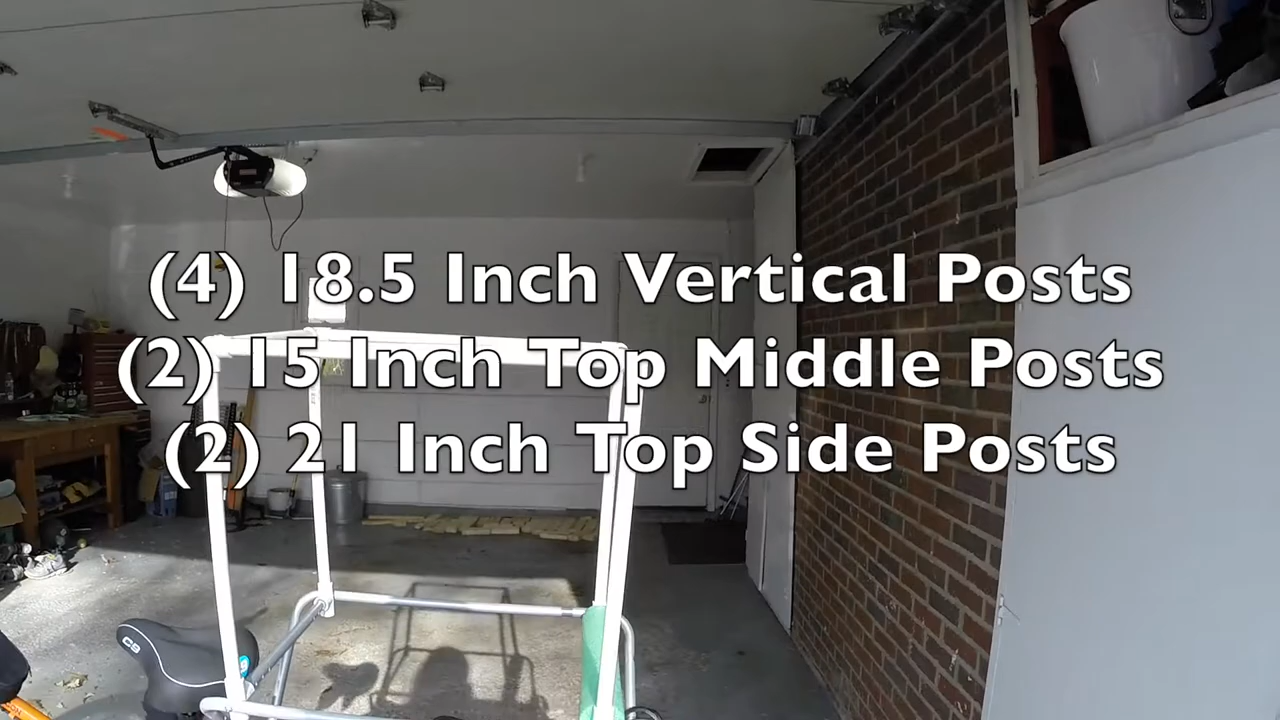 (4) 18.5 Inch Vertical Posts
(2) 15 Inch Top Middle Posts
(2) 21 Inch Top Side Posts